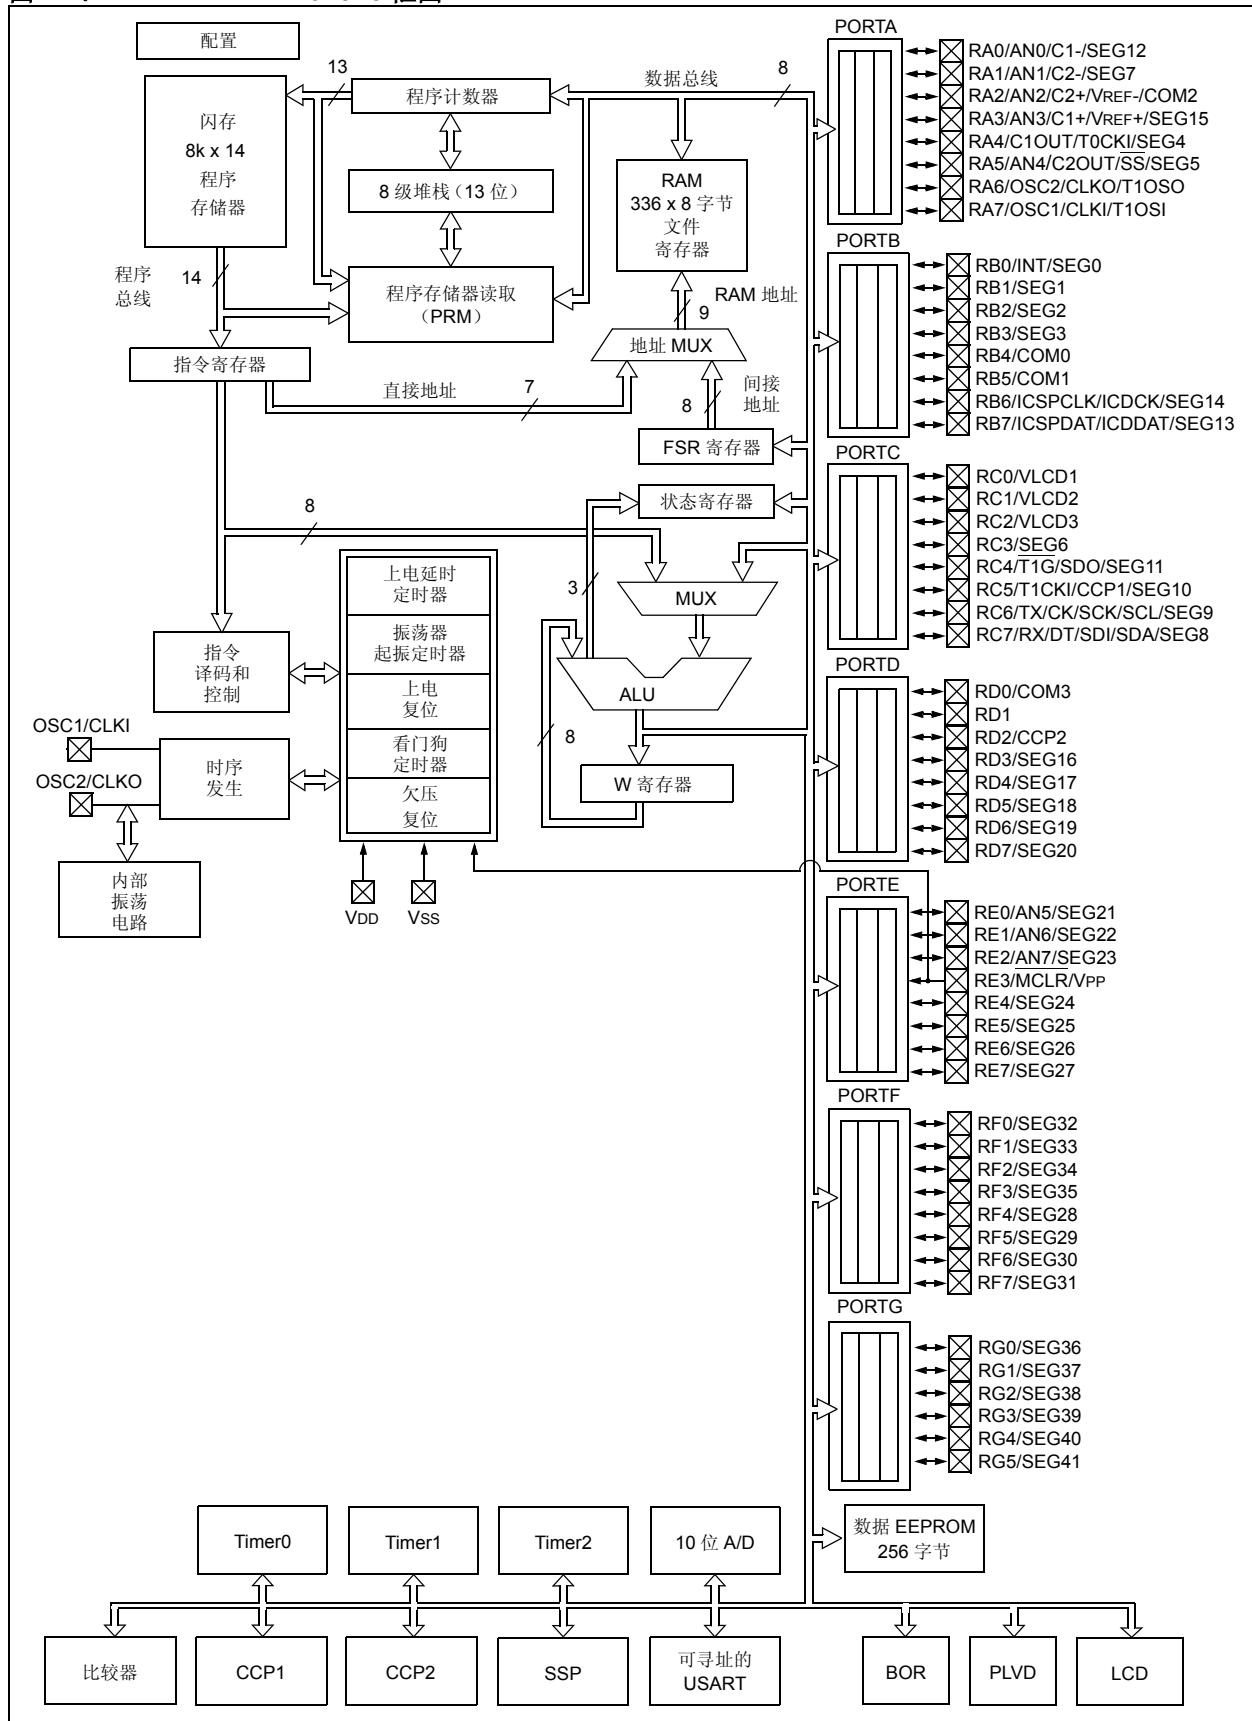 配置
闪存
8k x 14
程序
存储器
13
程序计数器
数据总线
8
8 级堆栈（13 位）
RAM
336 x 8 字节
文件
寄存器
程序
总线
14
程序存储器读取
（PRM）
RAM 地址
9
地址 MUX
指令寄存器
直接地址
7
间接
地址
8
FSR 寄存器
状态寄存器
8
3
MUX
ALU
8
W 寄存器
上电延时
定时器
振荡器
起振定时器
上电
复位
看门狗
定时器
欠压
复位
指令
译码和
控制
OSC1/CLKI
OSC2/CLKO
时序
发生
内部
振荡
电路
VDD
VSS
PORTA
RA0/AN0/C1-/SEG12
RA1/AN1/C2-/SEG7
RA2/AN2/C2+/VREF-/COM2
RA3/AN3/C1+/VREF+/SEG15
RA4/C1OUT/T0CKI/SEG4
RA5/AN4/C2OUT/SS/SEG5
RA6/OSC2/CLKO/T1OSO
RA7/OSC1/CLKI/T1OSI
PORTB
RB0/INT/SEG0
RB1/SEG1
RB2/SEG2
RB3/SEG3
RB4/COM0
RB5/COM1
RB6/ICSPCLK/ICDCK/SEG14
RB7/ICSPDAT/ICDDAT/SEG13
PORTC
RC0/VLCD1
RC1/VLCD2
RC2/VLCD3
RC3/SEG6
RC4/T1G/SDO/SEG11
RC5/T1CKI/CCP1/SEG10
RC6/TX/CK/SCK/SCL/SEG9
RC7/RX/DT/SDI/SDA/SEG8
PORTD
RD0/COM3
RD1
RD2/CCP2
RD3/SEG16
RD4/SEG17
RD5/SEG18
RD6/SEG19
RD7/SEG20
PORTE
RE0/AN5/SEG21
RE1/AN6/SEG22
RE2/AN7/SEG23
RE3/MCLR/VPP
RE4/SEG24
RE5/SEG25
RE6/SEG26
RE7/SEG27
PORTF
RF0/SEG32
RF1/SEG33
RF2/SEG34
RF3/SEG35
RF4/SEG28
RF5/SEG29
RF6/SEG30
RF7/SEG31
PORTG
RG0/SEG36
RG1/SEG37
RG2/SEG38
RG3/SEG39
RG4/SEG40
RG5/SEG41
Timer0
Timer1
Timer2
10 位 A/D
数据 EEPROM
256 字节
比较器
CCP1
CCP2
SSP
可寻址的
USART
BOR
PLVD
LCD